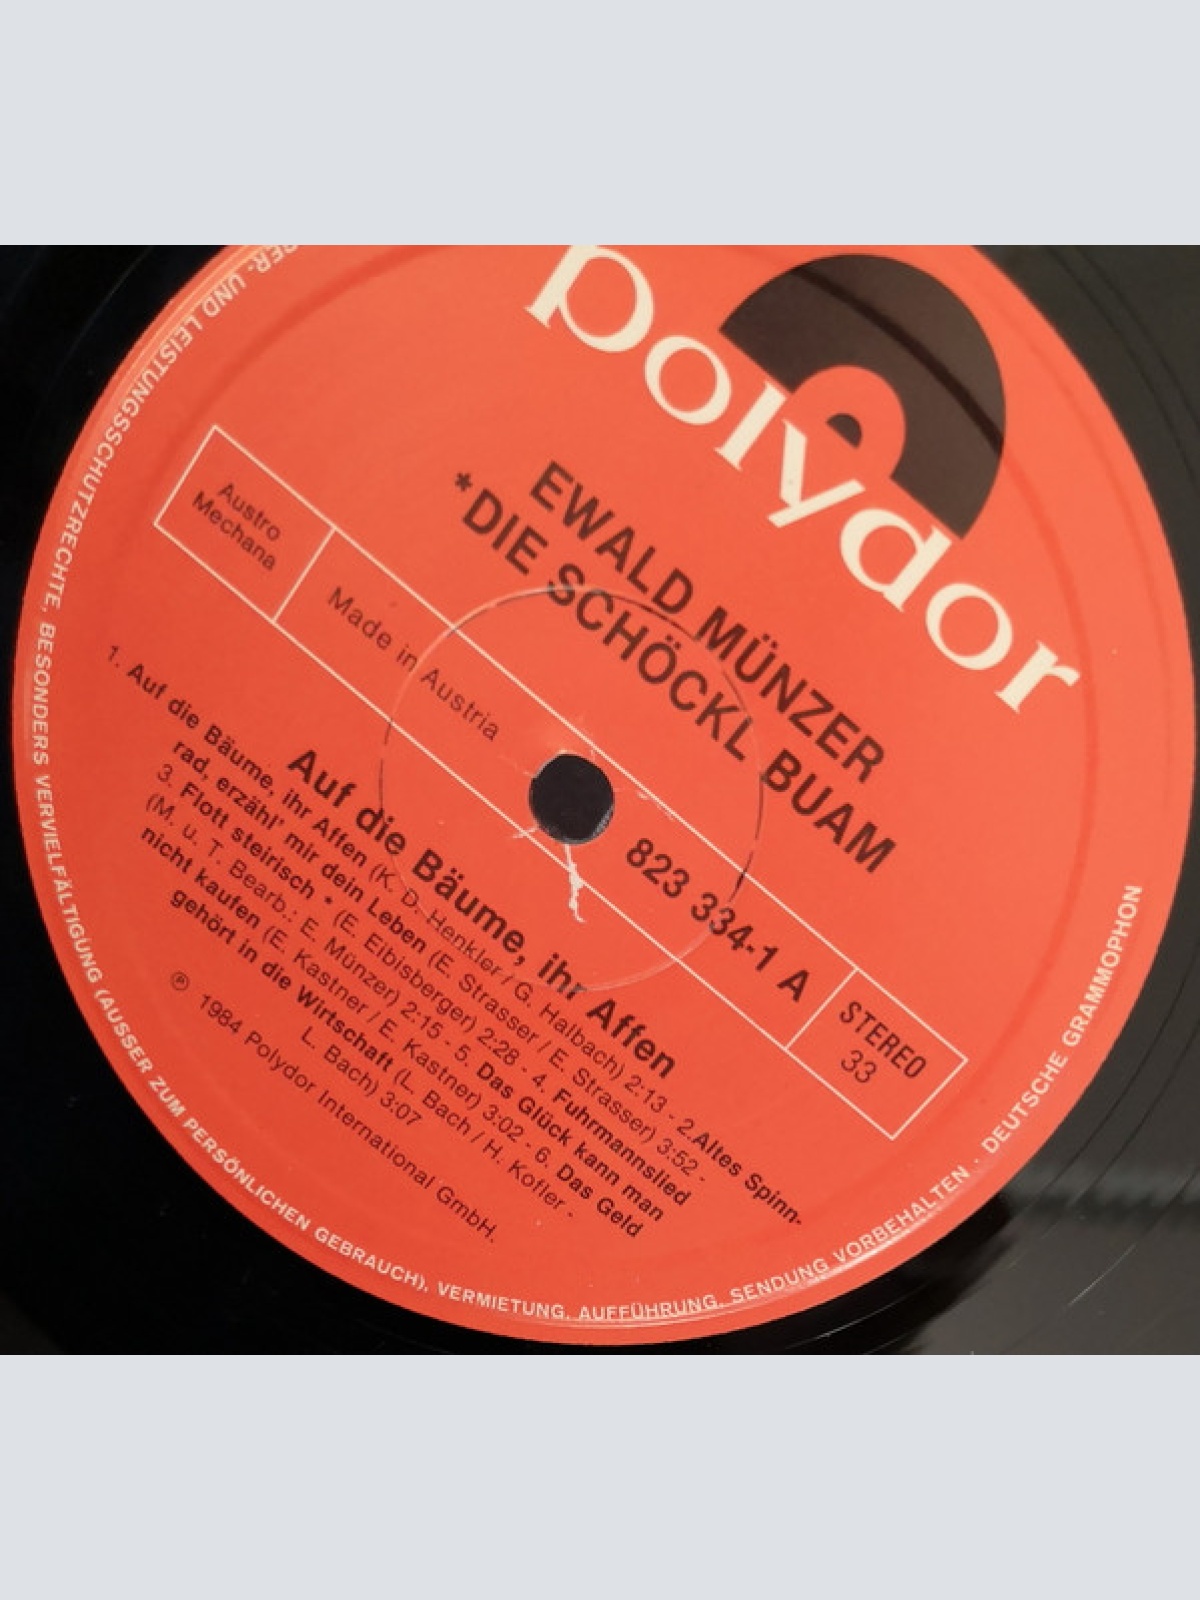 polydor
EWALD MÜNZER
*DIE SCHÖCKL BUAM
Austro
Mechana
Made in Austria
823 334-1 A
STEREO
33
Auf die Bäume, ihr Affen
1. Auf die Bäume, ihr Affen (K. D. Henkler / G. Halbach) 2:13 - 2. Altes Spinn-
rad, erzähl' mir dein Leben (E. Strasser / E. Strasser) 3:52 -
3. Flott steirisch * (E. Eibisberger) 2:28 - 4. Fuhrmannslied
(M. u. T. Bearb.: E. Münzer) 2:15 - 5. Das Glück kann man
nicht kaufen (E. Kastner / E. Kastner) 3:02 - 6. Das Geld
gehört in die Wirtschaft (L. Bach / H. Kofler -
L. Bach) 3:07
℗ 1984 Polydor International GmbH.
UND LEISTUNGSSCHUTZRECHTE, BESONDERS VERVIELFÄLTIGUNG (AUSSER ZUM PERSÖNLICHEN GEBRAUCH), VERMIETUNG, AUFFÜHRUNG, SENDUNG VORBEHALTEN · DEUTSCHE GRAMMOPHON